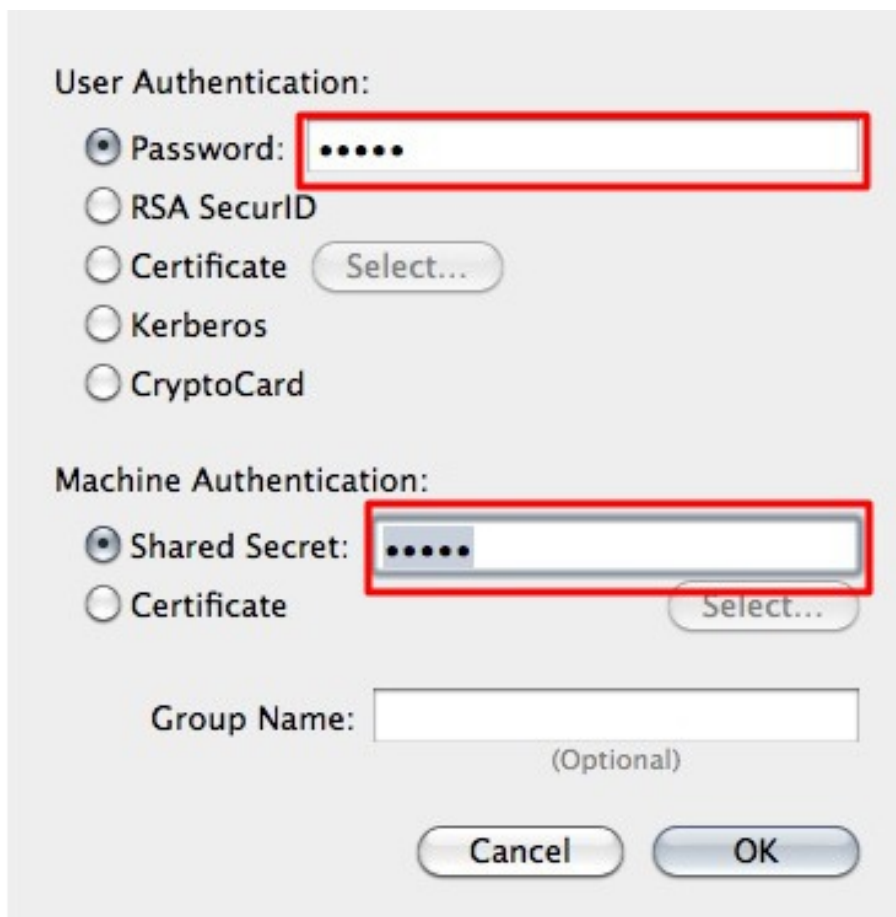 User Authentication:
Password: •••••
RSA SecurID
Certificate Select...
Kerberos
CryptoCard
Machine Authentication:
Shared Secret: •••••
Certificate Select...
Group Name:
(Optional)
Cancel OK